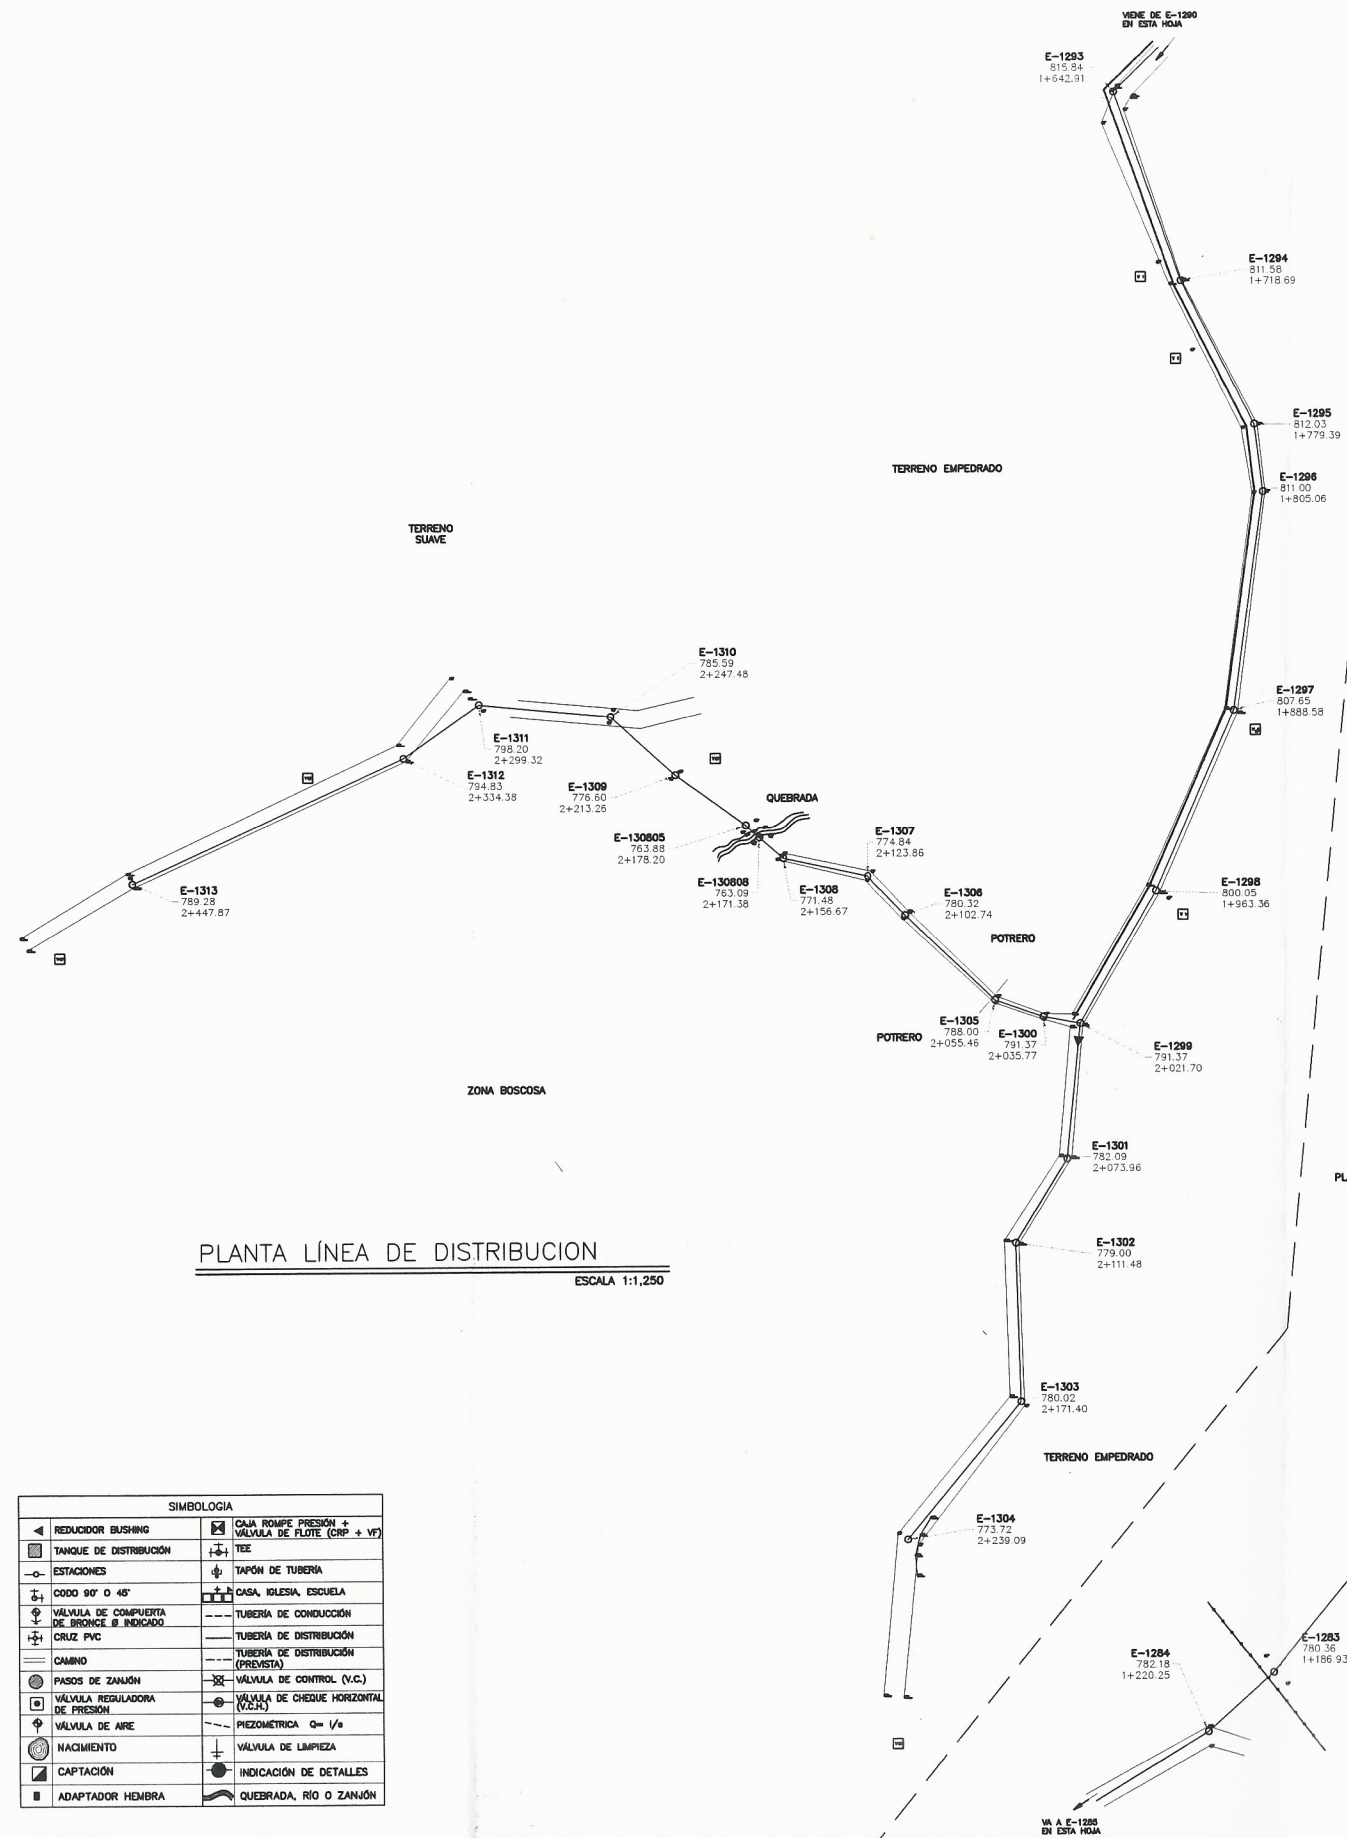 VIENE DE E-1290
EN ESTA HOJA
E-1293
815.84
1+642.91
E-1294
811.58
1+718.69
E-1295
812.03
1+779.39
TERRENO EMPEDRADO
E-1296
811.00
1+805.06
TERRENO
SUAVE
E-1310
785.59
2+247.48
E-1297
807.65
1+888.58
E-1311
798.20
2+299.32
E-1312
794.83
2+334.38
E-1309
776.60
2+213.26
QUEBRADA
E-130805
763.88
2+178.20
E-1307
774.84
2+123.86
E-1313
789.28
2+447.87
E-130808
763.09
2+171.38
E-1308
771.48
2+156.67
E-1306
780.32
2+102.74
E-1298
800.05
1+963.36
POTRERO
POTRERO
E-1305
788.00
2+055.46
E-1300
791.37
2+035.77
E-1299
791.37
2+021.70
ZONA BOSCOSA
E-1301
782.09
2+073.96
PL
E-1302
779.00
2+111.48
PLANTA LÍNEA DE DISTRIBUCION
ESCALA 1:1,250
E-1303
780.02
2+171.40
TERRENO EMPEDRADO
E-1304
773.72
2+239.09
E-1283
780.36
1+186.93
E-1284
782.18
1+220.25
VA A E-1285
EN ESTA HOJA
SIMBOLOGIA
REDUCIDOR BUSHING
CAJA ROMPE PRESIÓN +
VÁLVULA DE FLOTE (CRP + VF)
TANQUE DE DISTRIBUCIÓN
TEE
ESTACIONES
TAPÓN DE TUBERÍA
CODO 90° O 45°
CASA, IGLESIA, ESCUELA
VÁLVULA DE COMPUERTA
DE BRONCE Ø INDICADO
TUBERÍA DE CONDUCCIÓN
CRUZ PVC
TUBERÍA DE DISTRIBUCIÓN
CAMINO
TUBERÍA DE DISTRIBUCIÓN
(PREVISTA)
PASOS DE ZANJÓN
VÁLVULA DE CONTROL (V.C.)
VÁLVULA REGULADORA
DE PRESIÓN
VÁLVULA DE CHEQUE HORIZONTAL
(V.C.H.)
VÁLVULA DE AIRE
PIEZOMÉTRICA Q= l/s
NACIMIENTO
VÁLVULA DE LIMPIEZA
CAPTACIÓN
INDICACIÓN DE DETALLES
ADAPTADOR HEMBRA
QUEBRADA, RÍO O ZANJÓN